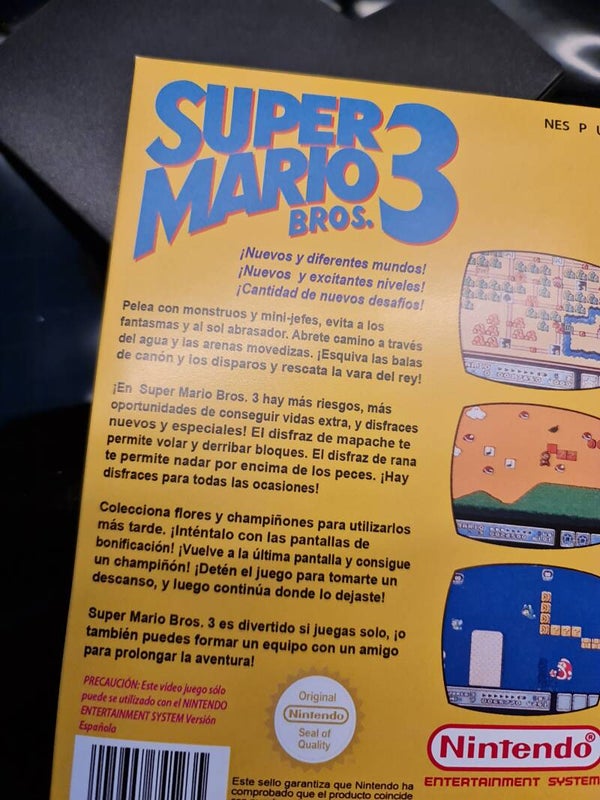 SUPER
MARIO
BROS. 3
NES P
¡Nuevos y diferentes mundos!
¡Nuevos y excitantes niveles!
¡Cantidad de nuevos desafios!
Pelea con monstruos y mini-jefes, evita a los
fantasmas y al sol abrasador. Abrete camino a través
del agua y las arenas movedizas. ¡Esquiva las balas
de canón y los disparos y rescata la vara del rey!
¡En Super Mario Bros. 3 hay más riesgos, más
oportunidades de conseguir vidas extra, y disfraces
nuevos y especiales! El disfraz de mapache te
permite volar y derribar bloques. El disfraz de rana
te permite nadar por encima de los peces. ¡Hay
disfraces para todas las ocasiones!
Colecciona flores y champiñones para utilizarlos
más tarde. ¡Inténtalo con las pantallas de
bonificación! ¡Vuelve a la última pantalla y consigue
un champiñón! ¡Detén el juego para tomarte un
descanso, y luego continúa donde lo dejaste!
Super Mario Bros. 3 es divertido si juegas solo, ¡o
también puedes formar un equipo con un amigo
para prolongar la aventura!
PRECAUCIÓN: Este video juego sólo
puede se utilizado con el NINTENDO
ENTERTAINMENT SYSTEM Versión
Española
Original
Nintendo
Seal of
Quality
Nintendo®
ENTERTAINMENT SYSTEM
Este sello garantiza que Nintendo ha
comprobado que el producto coincide